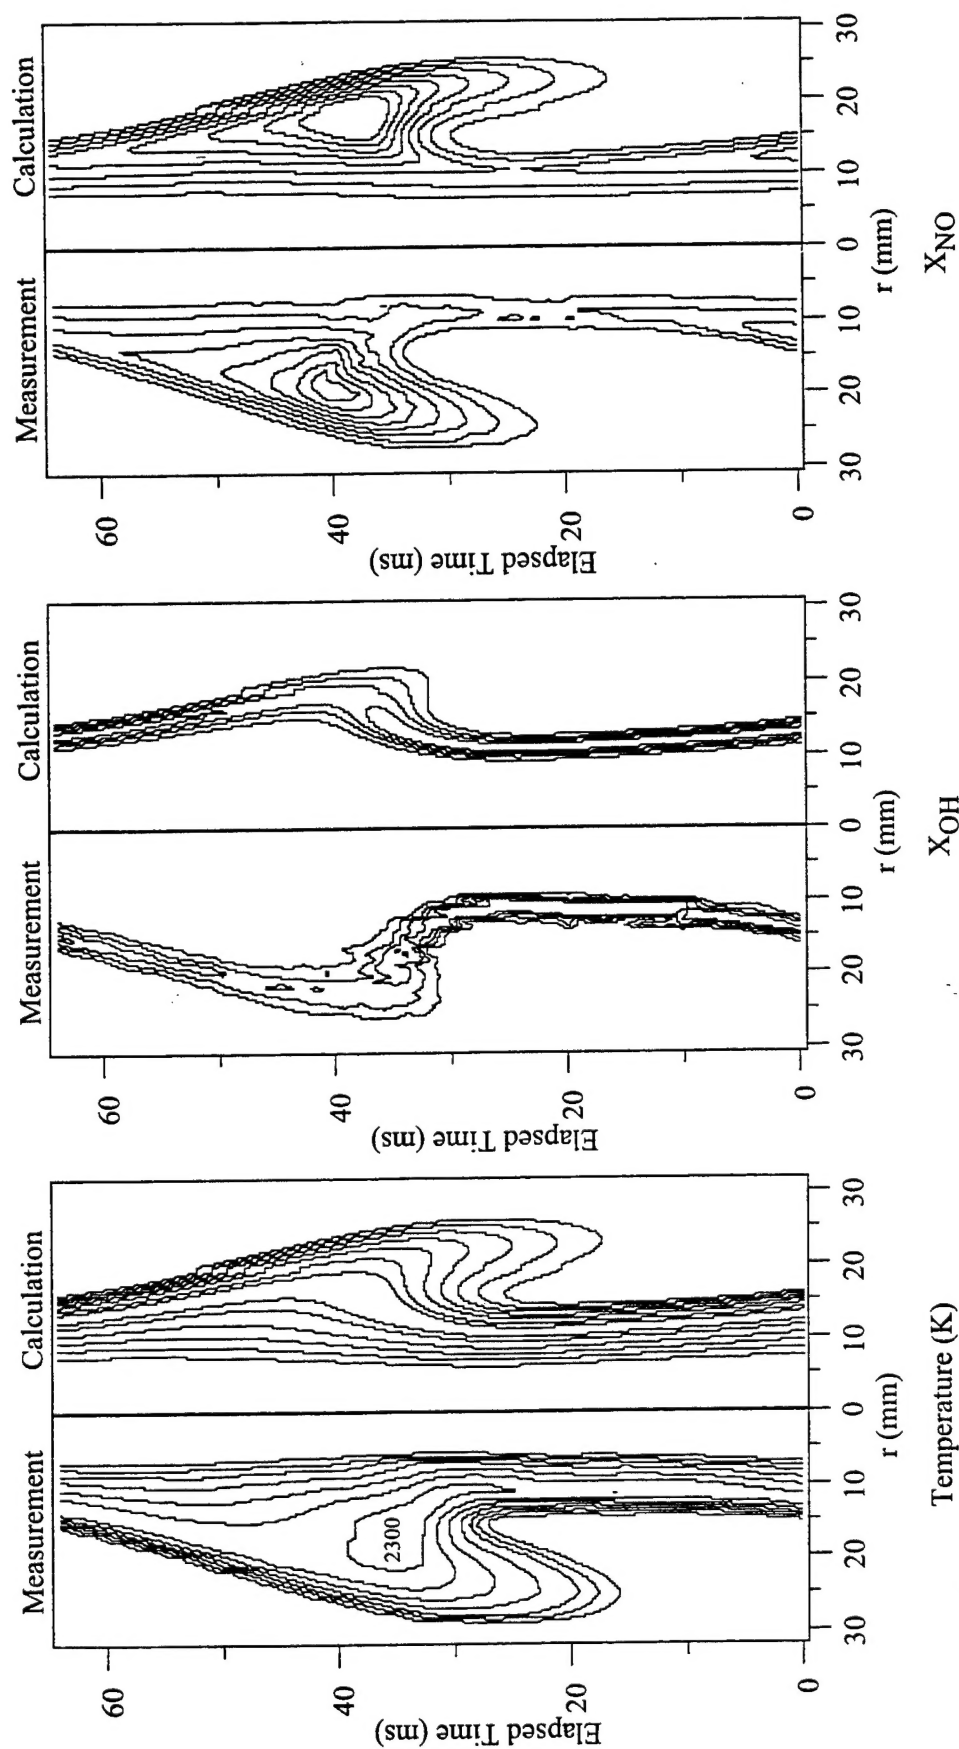 Measurement Calculation
60
40
20
0
Elapsed Time (ms)
2300
30 20 10 0 10 20 30
r (mm)
Temperature (K)
Measurement Calculation
60
40
20
0
Elapsed Time (ms)
30 20 10 0 10 20 30
r (mm)
XOH
Measurement Calculation
60
40
20
0
Elapsed Time (ms)
30 20 10 0 10 20 30
r (mm)
XNO